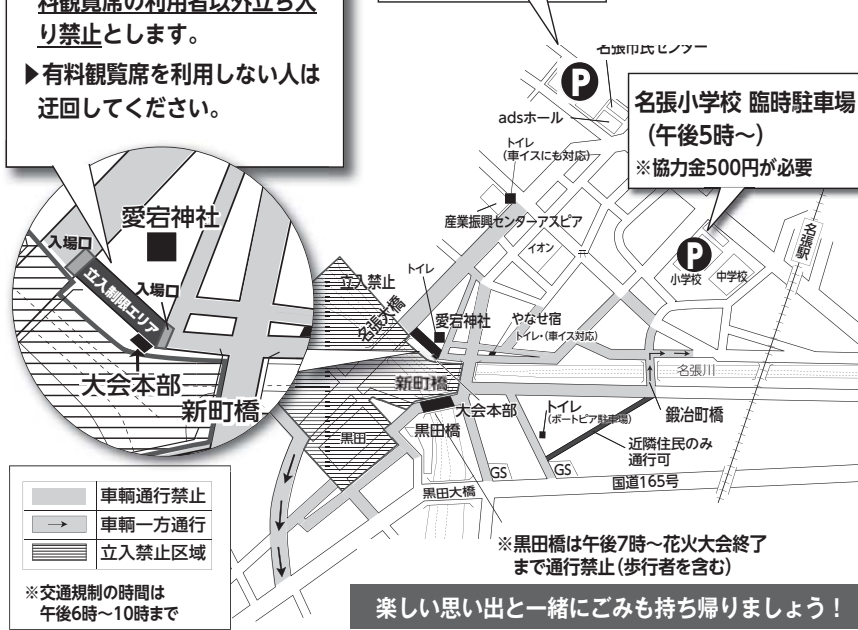 料観覧席の利用者以外立ち入
り禁止とします。
▶有料観覧席を利用しない人は
迂回してください。
愛宕神社
入場口
立入制限エリア
入場口
大会本部
新町橋
車輌通行禁止
車輌一方通行
立入禁止区域
※交通規制の時間は
午後6時～10時まで
名張市民センター
P
adsホール
トイレ
（車イスにも対応）
名張小学校 臨時駐車場
（午後5時～）
※協力金500円が必要
産業振興センターアスピア
イオン
P
小学校
中学校
名張駅
立入禁止
トイレ
名張大橋
愛宕神社
やなせ宿
トイレ・（車イス対応）
名張川
新町橋
大会本部
黒田橋
黒田
トイレ
（ボートピア駐車場）
鍛冶町橋
近隣住民のみ
通行可
GS
GS
国道165号
黒田大橋
※黒田橋は午後7時～花火大会終了
まで通行禁止（歩行者を含む）
楽しい思い出と一緒にごみも持ち帰りましょう！